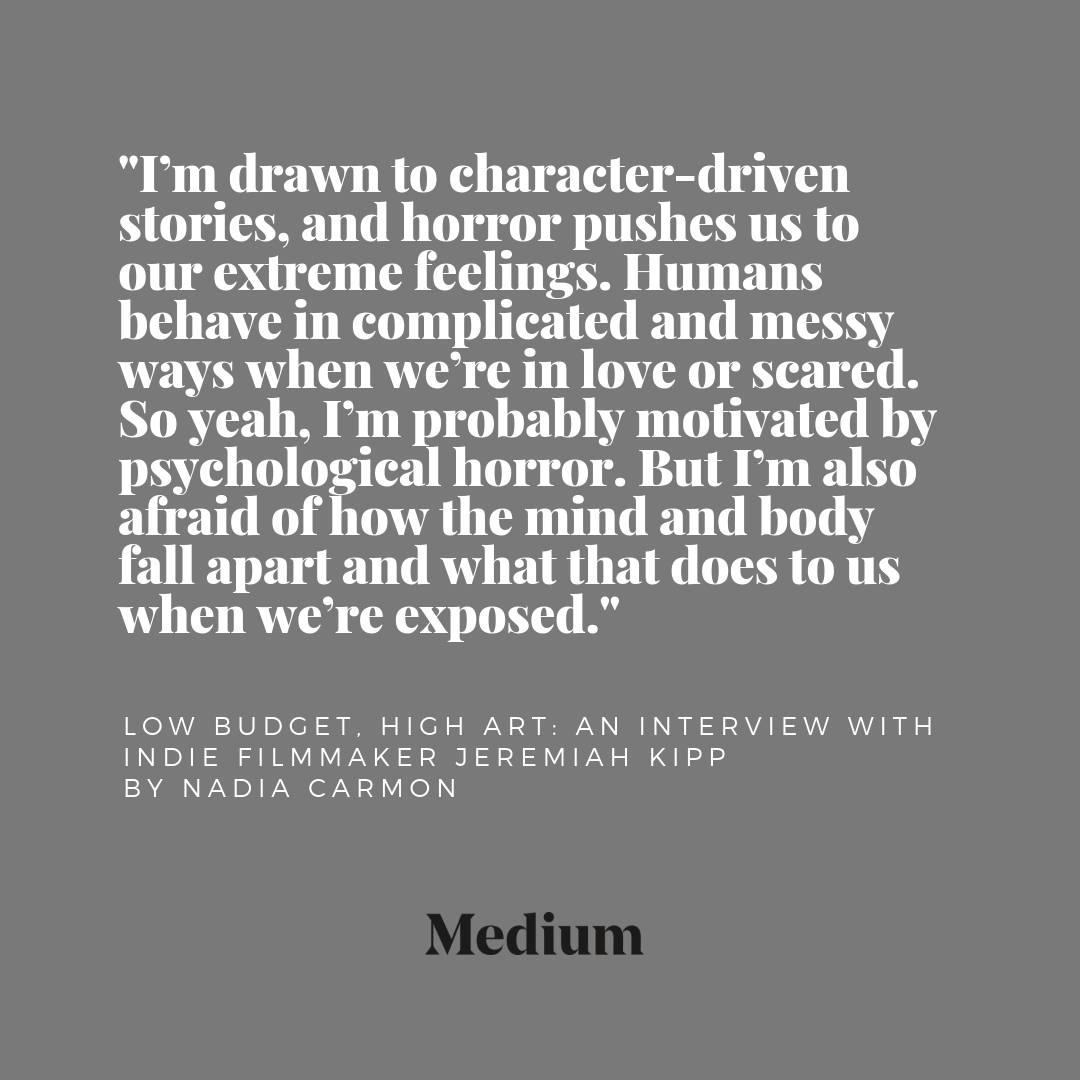 "I’m drawn to character-driven
stories, and horror pushes us to
our extreme feelings. Humans
behave in complicated and messy
ways when we’re in love or scared.
So yeah, I’m probably motivated by
psychological horror. But I’m also
afraid of how the mind and body
fall apart and what that does to us
when we’re exposed."
LOW BUDGET, HIGH ART: AN INTERVIEW WITH
INDIE FILMMAKER JEREMIAH KIPP
BY NADIA CARMON
Medium